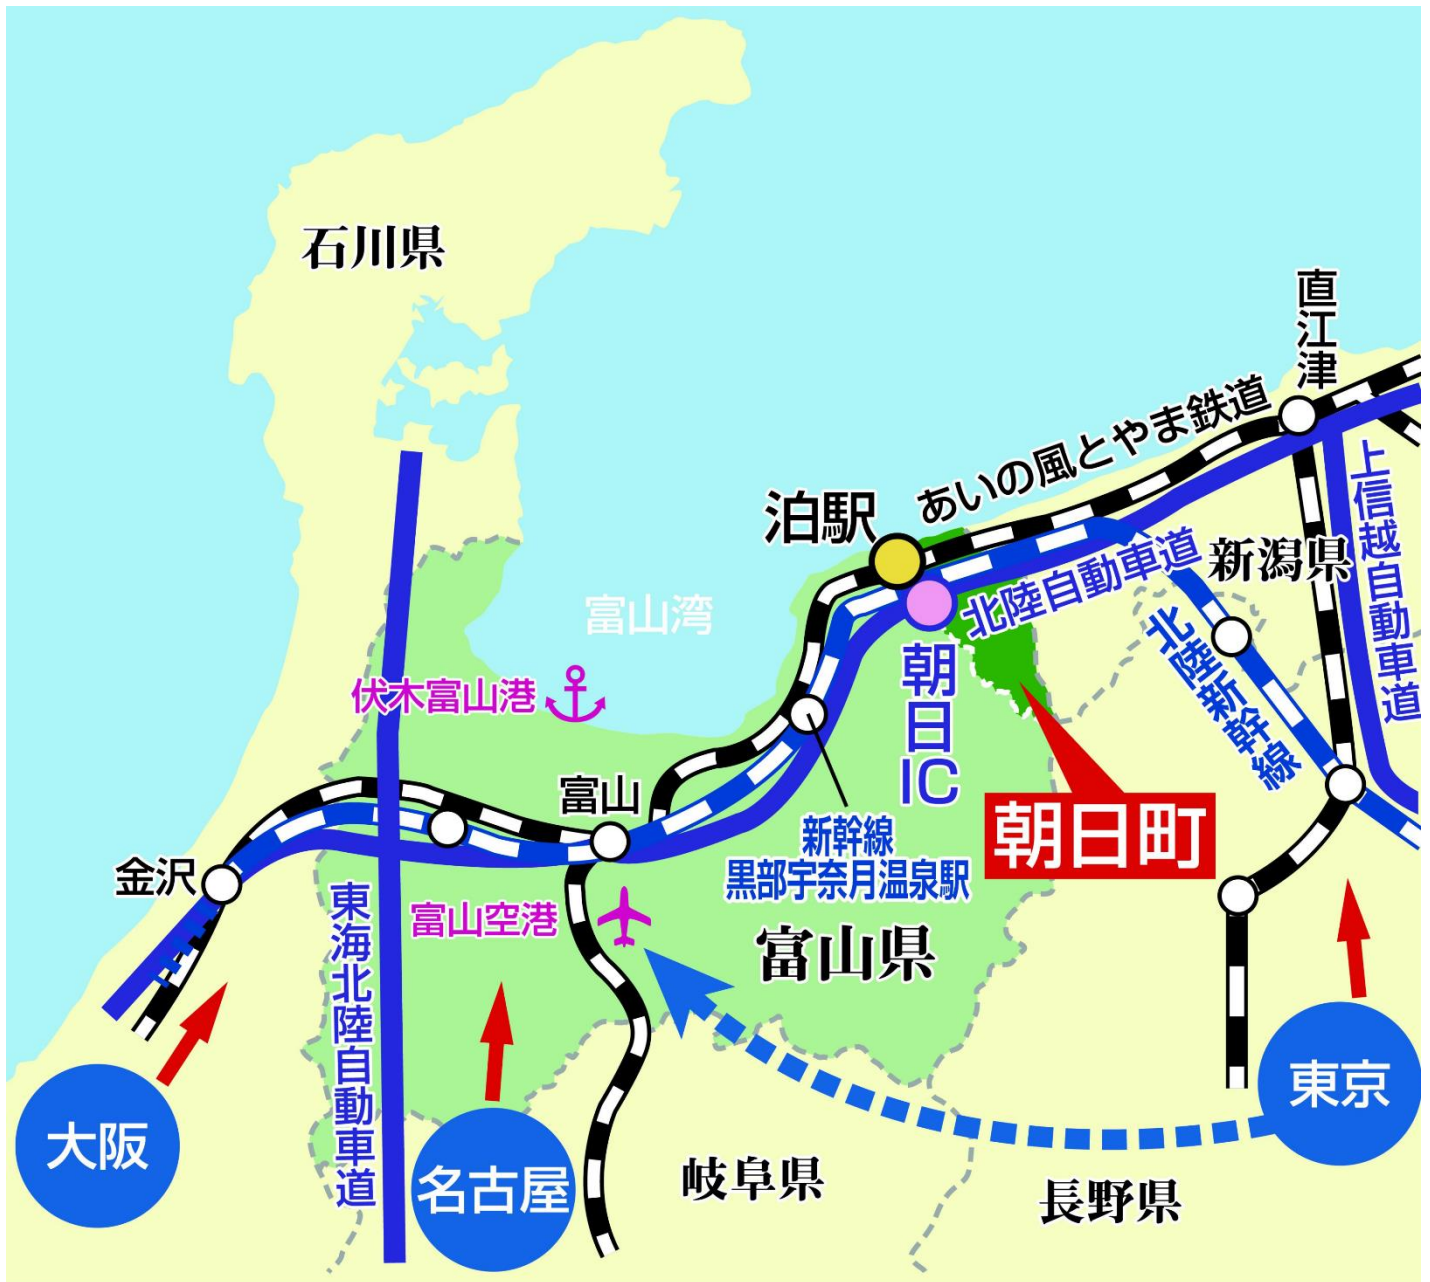 石川県
直江津
あいの風とやま鉄道
泊駅
上信越自動車道
北陸自動車道
新潟県
富山湾
北陸新幹線
伏木富山港
朝日IC
富山
朝日町
新幹線
黒部宇奈月温泉駅
金沢
東海北陸自動車道
富山空港
富山県
東京
大阪
名古屋
岐阜県
長野県